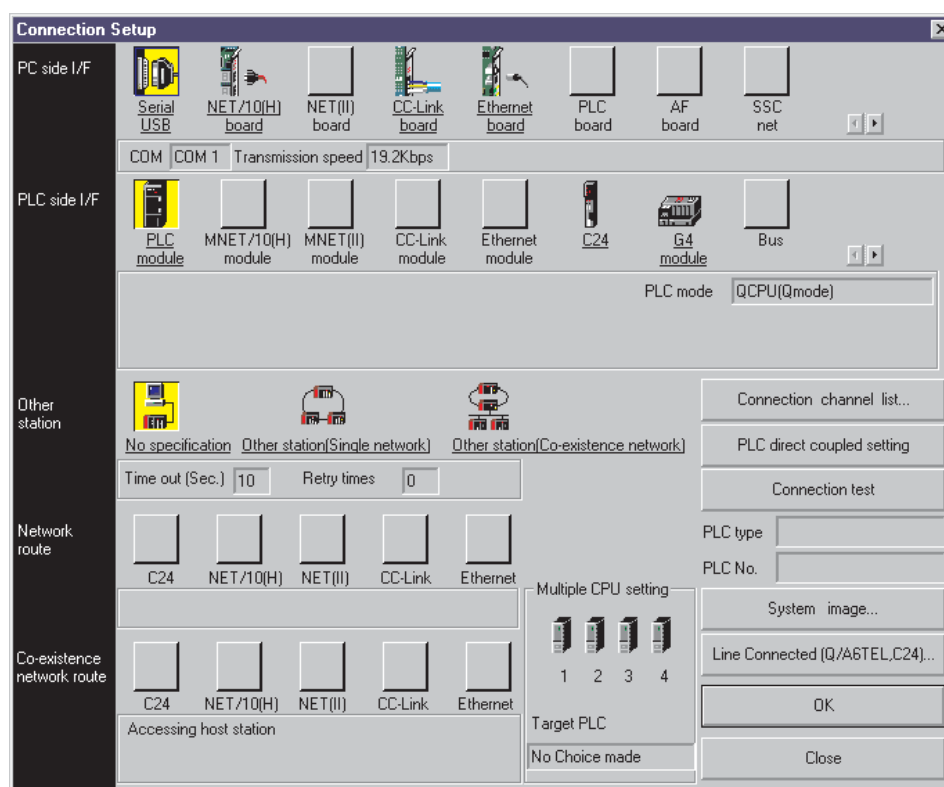 Connection Setup
PC side I/F
Serial USB
NET/10(H) board
NET(II) board
CC-Link board
Ethernet board
PLC board
AF board
SSC net
COM COM 1 Transmission speed 19.2Kbps
PLC side I/F
PLC module
MNET/10(H) module
MNET(II) module
CC-Link module
Ethernet module
C24
G4 module
Bus
PLC mode QCPU(Qmode)
Other station
No specification
Other station(Single network)
Other station(Co-existence network)
Time out (Sec.) 10 Retry times 0
Connection channel list...
PLC direct coupled setting
Connection test
PLC type
PLC No.
System image...
Line Connected (Q/A6TEL,C24)...
OK
Close
Network route
C24 NET/10(H) NET(II) CC-Link Ethernet
Multiple CPU setting
1 2 3 4
Target PLC
No Choice made
Co-existence network route
C24 NET/10(H) NET(II) CC-Link Ethernet
Accessing host station